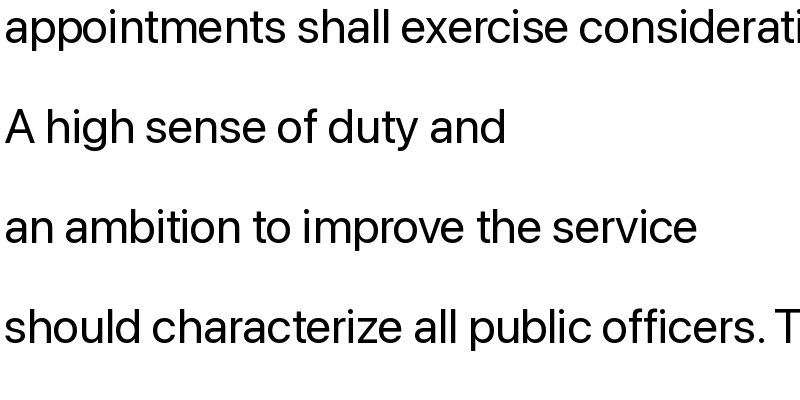 appointments shall exercise
A high sense of duty and
an ambition to improve the service
should characterize all public officers.